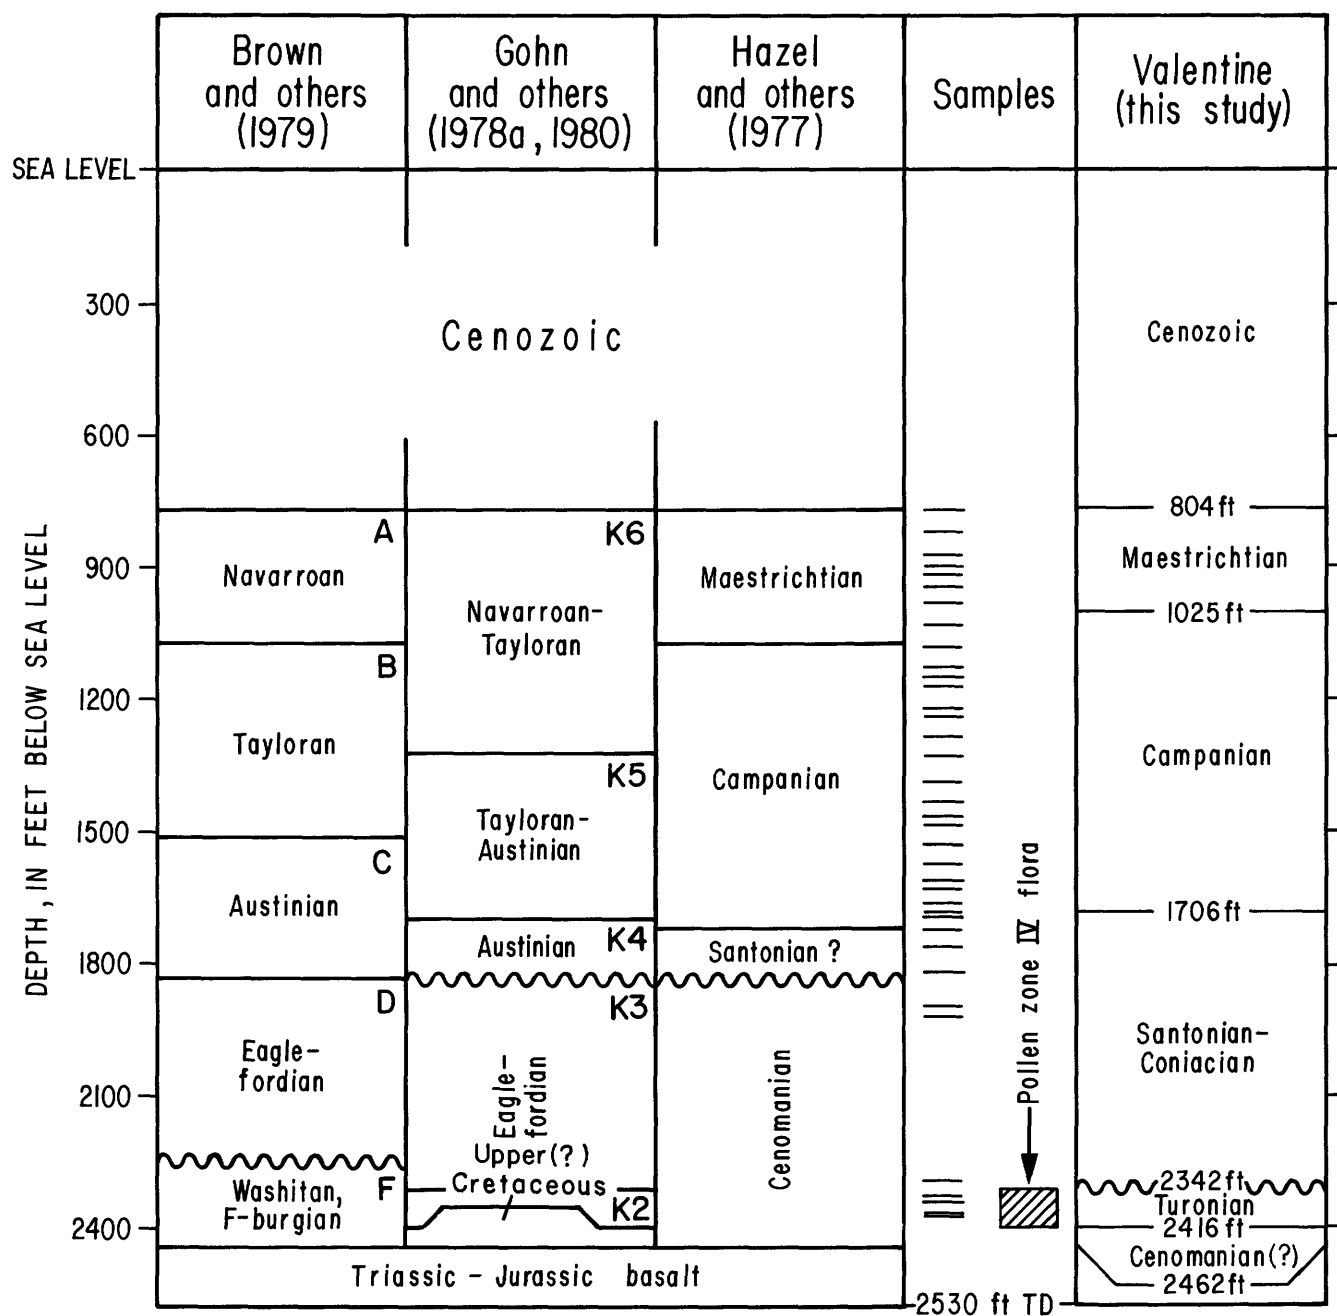 Brown
and others
(1979)
Gohn
and others
(1978a, 1980)
Hazel
and others
(1977)
Samples
Valentine
(this study)
SEA LEVEL
300
600
900
1200
1500
1800
2100
2400
DEPTH, IN FEET BELOW SEA LEVEL
Cenozoic
A
Navarroan
B
Tayloran
C
Austinian
D
Eagle-
fordian
F
Washitan,
F-burgian
K6
Navarroan-
Tayloran
K5
Tayloran-
Austinian
K4
Austinian
K3
Eagle-
fordian
Upper(?)
Cretaceous
K2
Maestrichtian
Campanian
Santonian ?
Cenomanian
Triassic - Jurassic basalt
Pollen zone IV flora
2530 ft TD
Cenozoic
804 ft
Maestrichtian
1025 ft
Campanian
1706 ft
Santonian-
Coniacian
2342 ft
Turonian
2416 ft
Cenomanian(?)
2462 ft